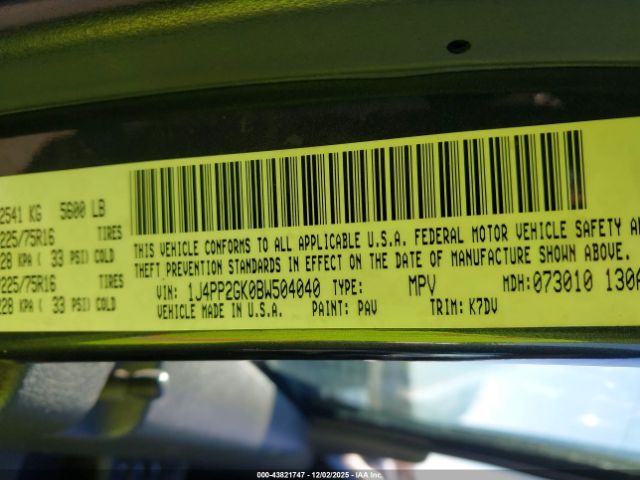 2541 KG 5600 LB
225/75R16 TIRES
228 KPA ( 33 PSI) COLD
225/75R16 TIRES
228 KPA ( 33 PSI) COLD
THIS VEHICLE CONFORMS TO ALL APPLICABLE U.S.A. FEDERAL MOTOR VEHICLE SAFETY
THEFT PREVENTION STANDARDS IN EFFECT ON THE DATE OF MANUFACTURE SHOWN ABOVE.
VIN: 1J4PP2GK0BW504040 TYPE: MPV MDH: 073010 130
VEHICLE MADE IN U.S.A. PAINT: PAV TRIM: K7DV
000-43821747 - 12/02/2025 - IAA Inc.